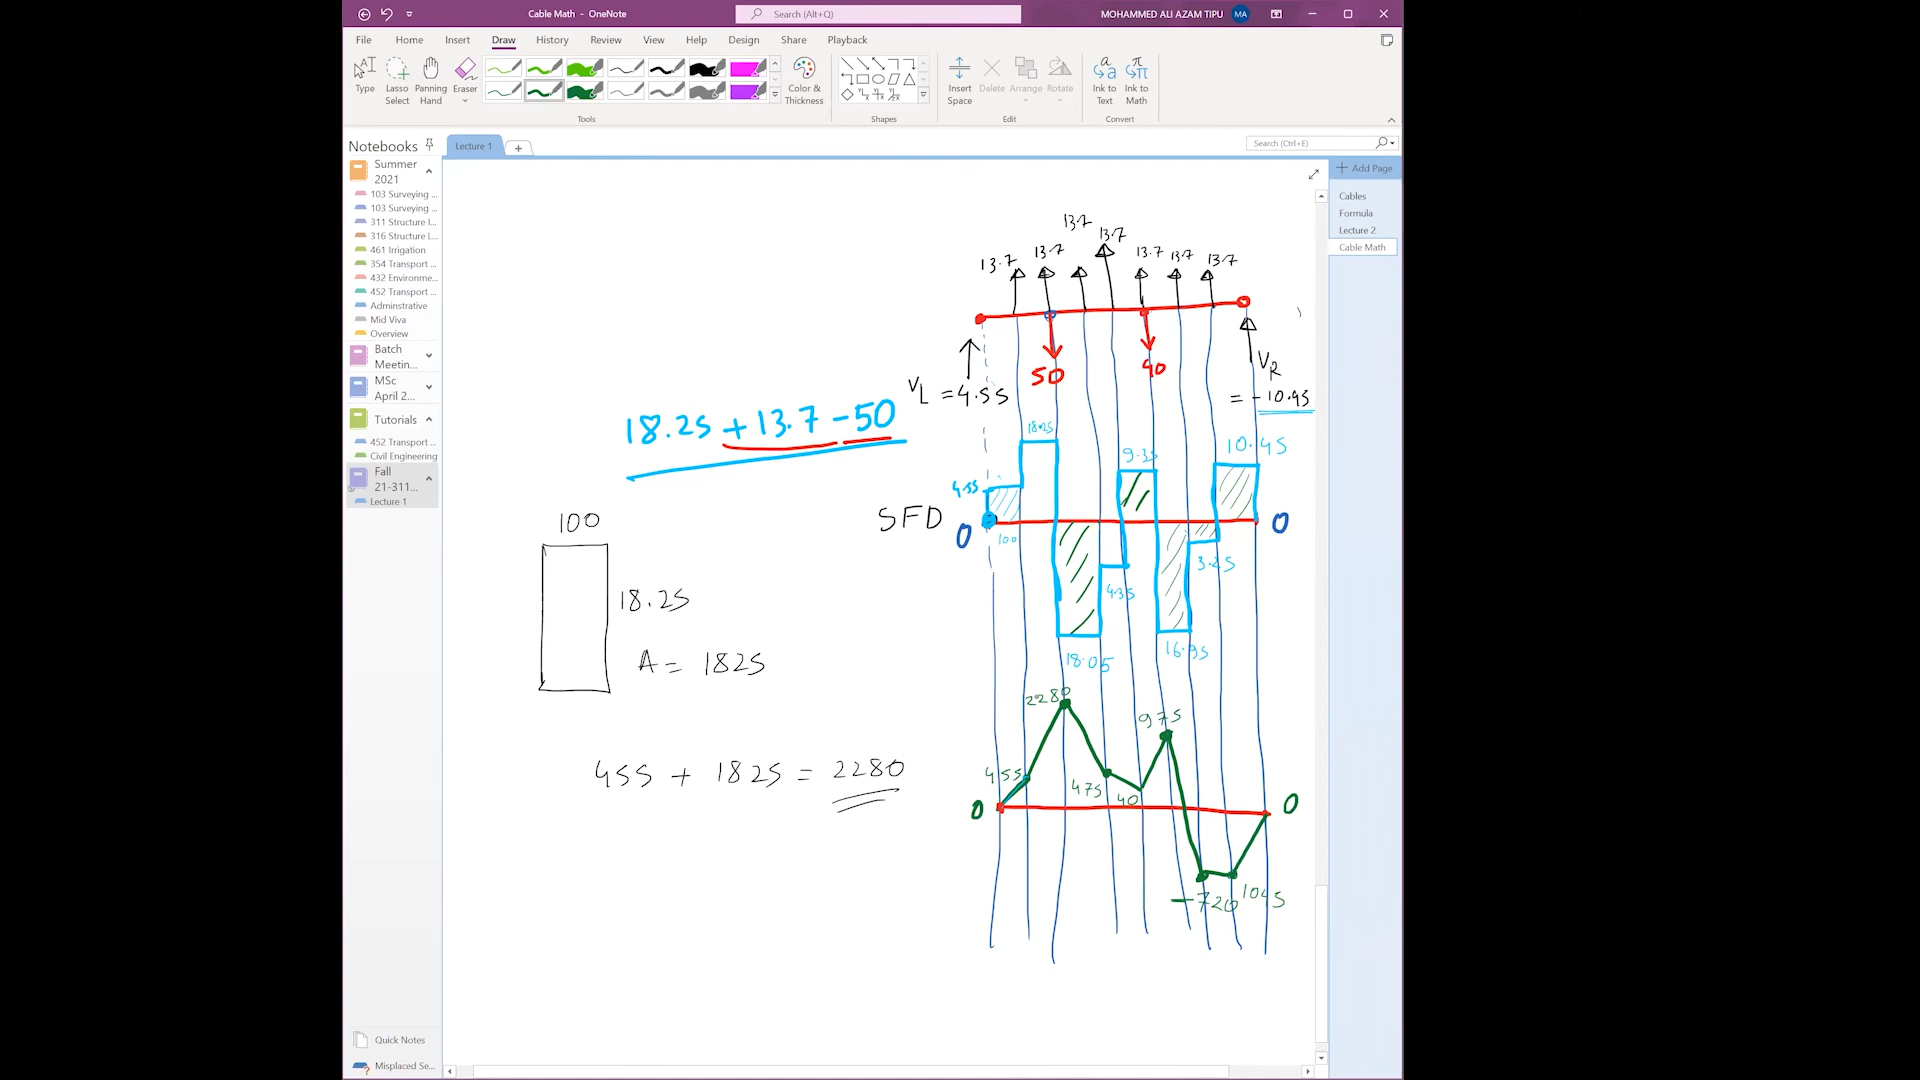 Cable Math - OneNote
Search (Alt+Q)
MOHAMMED ALI AZAM TIPU
MA
File Home Insert Draw History Review View Help Design Share Playback
Type
Lasso Select
Panning Hand
Eraser
Color & Thickness
Insert Space
Delete
Arrange
Rotate
Ink to Text
Ink to Math
Tools
Shapes
Edit
Convert
Notebooks
Lecture 1
Search (Ctrl+E)
Summer 2021
103 Surveying ...
103 Surveying ...
311 Structure I...
316 Structure L...
461 Irrigation
354 Transport ...
432 Environme...
452 Transport ...
Adminstrative
Mid Viva
Overview
Batch Meetin...
MSc April 2...
Tutorials
452 Transport ...
Civil Engineering
Fall 21-311...
Lecture 1
Quick Notes
Misplaced Se...
Add Page
Cables
Formula
Lecture 2
Cable Math
13.7
13.7
13.7
13.7
13.7
13.7
13.7
50
40
VL = 4.55
VR
= -10.45
18.25 + 13.7 - 50
18.25
9.35
10.45
4.55
SFD
0
0
100
4.35
3.25
18.05
16.95
100
18.25
A = 1825
455 + 1825 = 2280
2280
975
455
475
40
0
0
-720
1045